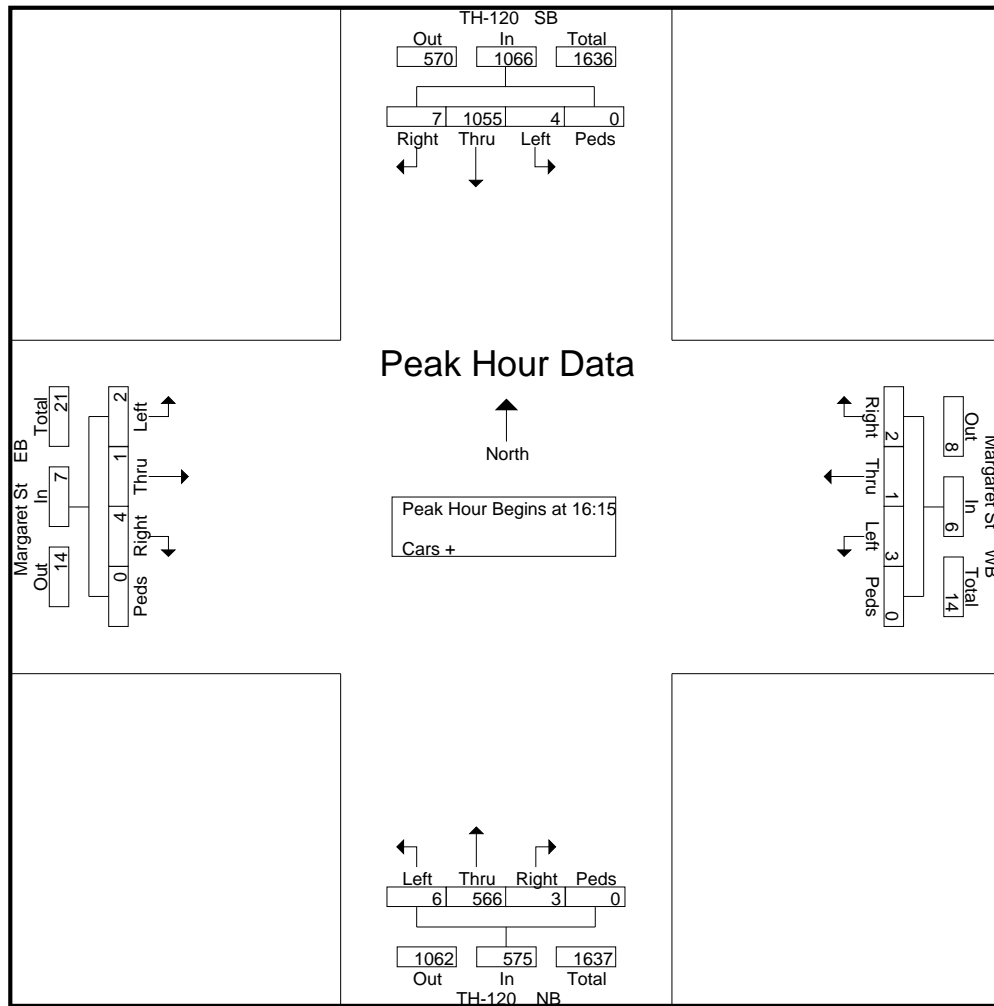 TH-120 SB
Out In Total
570 1066 1636
7 1055 4 0
Right Thru Left Peds
Peak Hour Data
North
Peak Hour Begins at 16:15
Cars +
Margaret St EB
Total In Out
21 7 14
2 1 4 0
Left Thru Right Peds
Margaret St WB
Out In Total
8 6 14
2 1 3 0
Right Thru Left Peds
Left Thru Right Peds
6 566 3 0
1062 575 1637
Out In Total
TH-120 NB